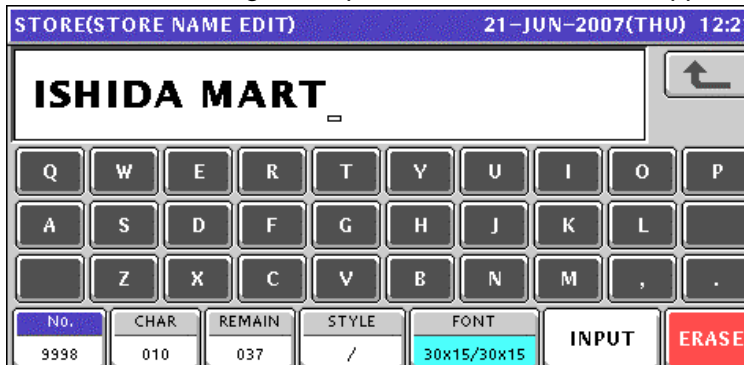 STORE(STORE NAME EDIT) 21-JUN-2007(THU) 12:2
ISHIDA MART_
Q W E R T Y U I O P
A S D F G H J K L
Z X C V B N M , .
No. CHAR REMAIN STYLE FONT INPUT ERASE
9998 010 037 / 30x15/30x15